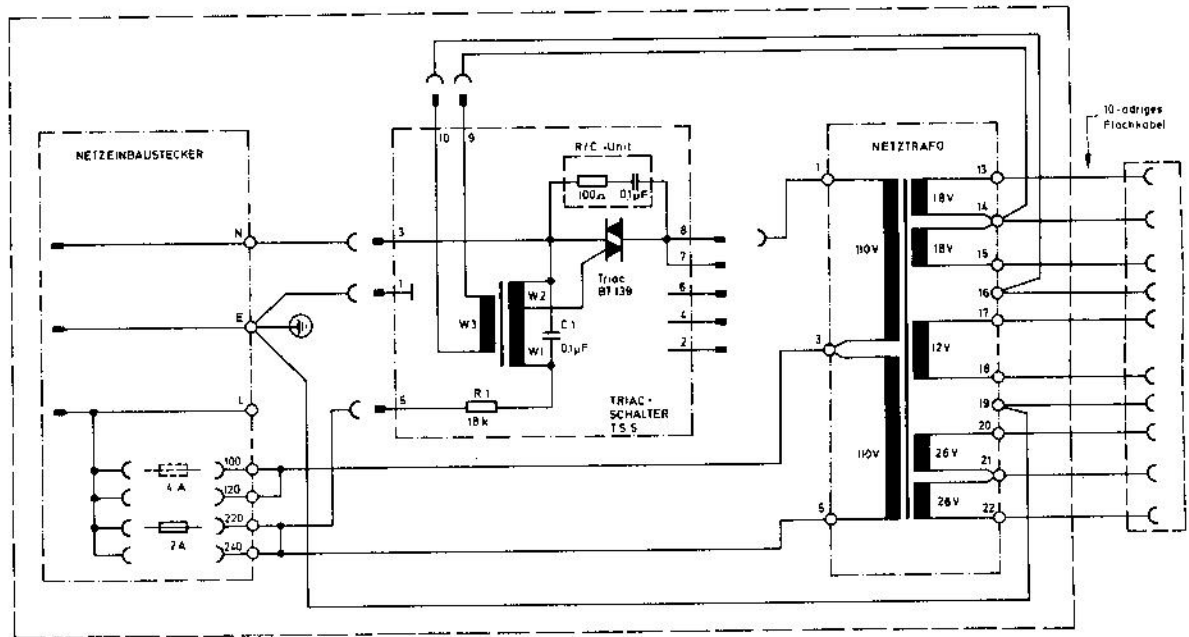 10-adriges
Flachkabel
10
9
NETZEINBAUSTECKER
R/C-Unit
100Ω
0,1µF
1
NETZTRAFO
13
18V
14
18V
15
16
17
12V
18
19
20
26V
21
26V
22
110V
3
110V
5
N
E
L
3
1
8
7
6
4
2
Triac
BT 139
W3
W2
W1
C1
0,1µF
R1
18k
TRIAC-
SCHALTER
TSS
100
4 A
120
220
2A
240